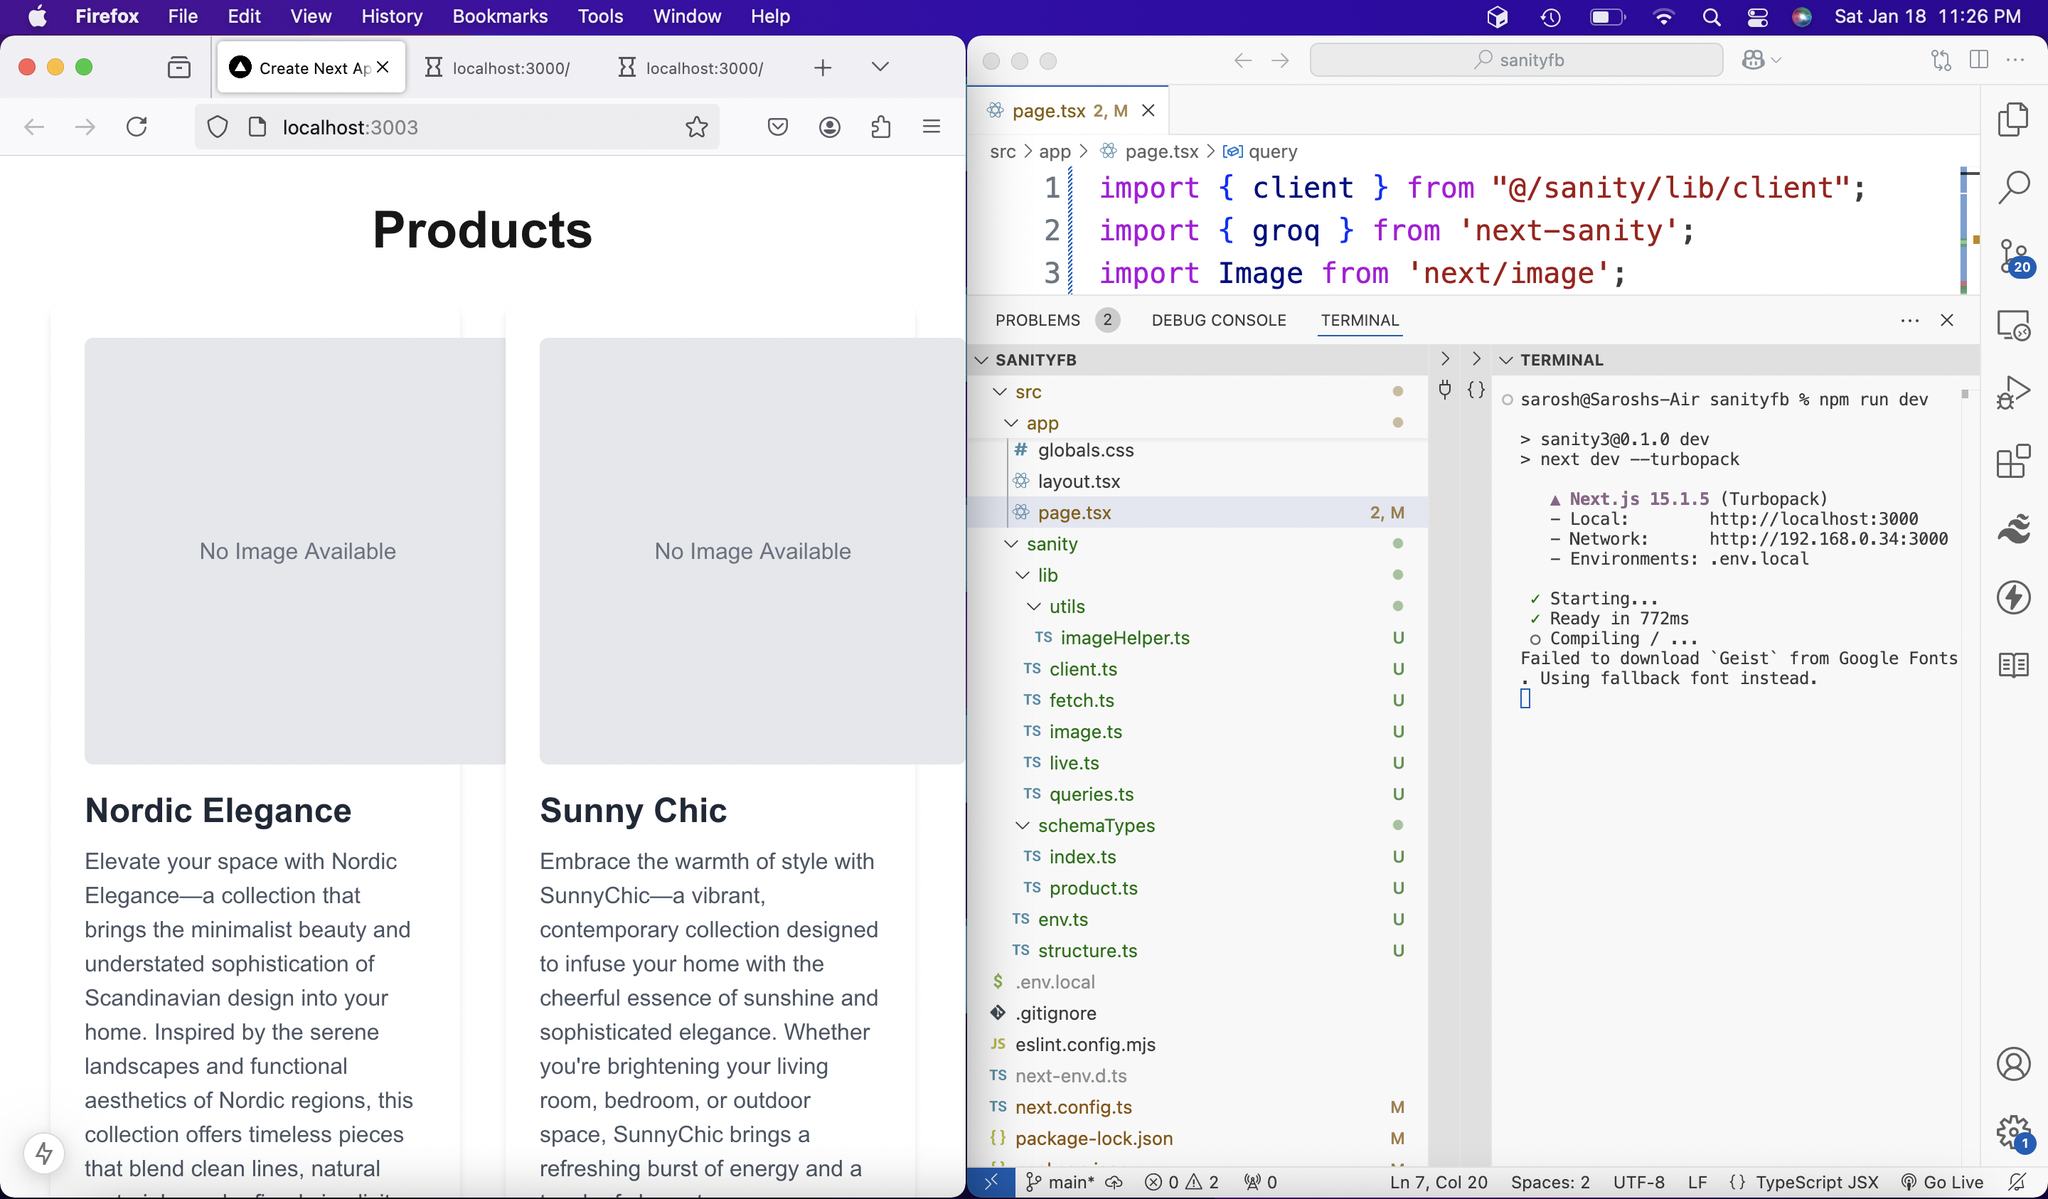 Firefox File Edit View History Bookmarks Tools Window Help
Sat Jan 18 11:26 PM
Create Next Ap
localhost:3000/
localhost:3000/
localhost:3003
Products
No Image Available
No Image Available
Nordic Elegance
Elevate your space with Nordic
Elegance—a collection that
brings the minimalist beauty and
understated sophistication of
Scandinavian design into your
home. Inspired by the serene
landscapes and functional
aesthetics of Nordic regions, this
collection offers timeless pieces
that blend clean lines, natural
Sunny Chic
Embrace the warmth of style with
SunnyChic—a vibrant,
contemporary collection designed
to infuse your home with the
cheerful essence of sunshine and
sophisticated elegance. Whether
you're brightening your living
room, bedroom, or outdoor
space, SunnyChic brings a
refreshing burst of energy and a
sanityfb
page.tsx 2, M
src > app > page.tsx > query
1 import { client } from "@/sanity/lib/client";
2 import { groq } from 'next-sanity';
3 import Image from 'next/image';
PROBLEMS 2 DEBUG CONSOLE TERMINAL
SANITYFB
src
app
# globals.css
layout.tsx
page.tsx 2, M
sanity
lib
utils
TS imageHelper.ts U
TS client.ts U
TS fetch.ts U
TS image.ts U
TS live.ts U
TS queries.ts U
schemaTypes
TS index.ts U
TS product.ts U
TS env.ts U
TS structure.ts U
$ .env.local
.gitignore
JS eslint.config.mjs
TS next-env.d.ts
TS next.config.ts M
{} package-lock.json M
{}
TERMINAL
sarosh@Saroshs-Air sanityfb % npm run dev
> sanity3@0.1.0 dev
> next dev --turbopack
▲ Next.js 15.1.5 (Turbopack)
- Local: http://localhost:3000
- Network: http://192.168.0.34:3000
- Environments: .env.local
✓ Starting...
✓ Ready in 772ms
○ Compiling / ...
Failed to download `Geist` from Google Fonts
. Using fallback font instead.
20
1
main* 0 2 0 Ln 7, Col 20 Spaces: 2 UTF-8 LF {} TypeScript JSX Go Live